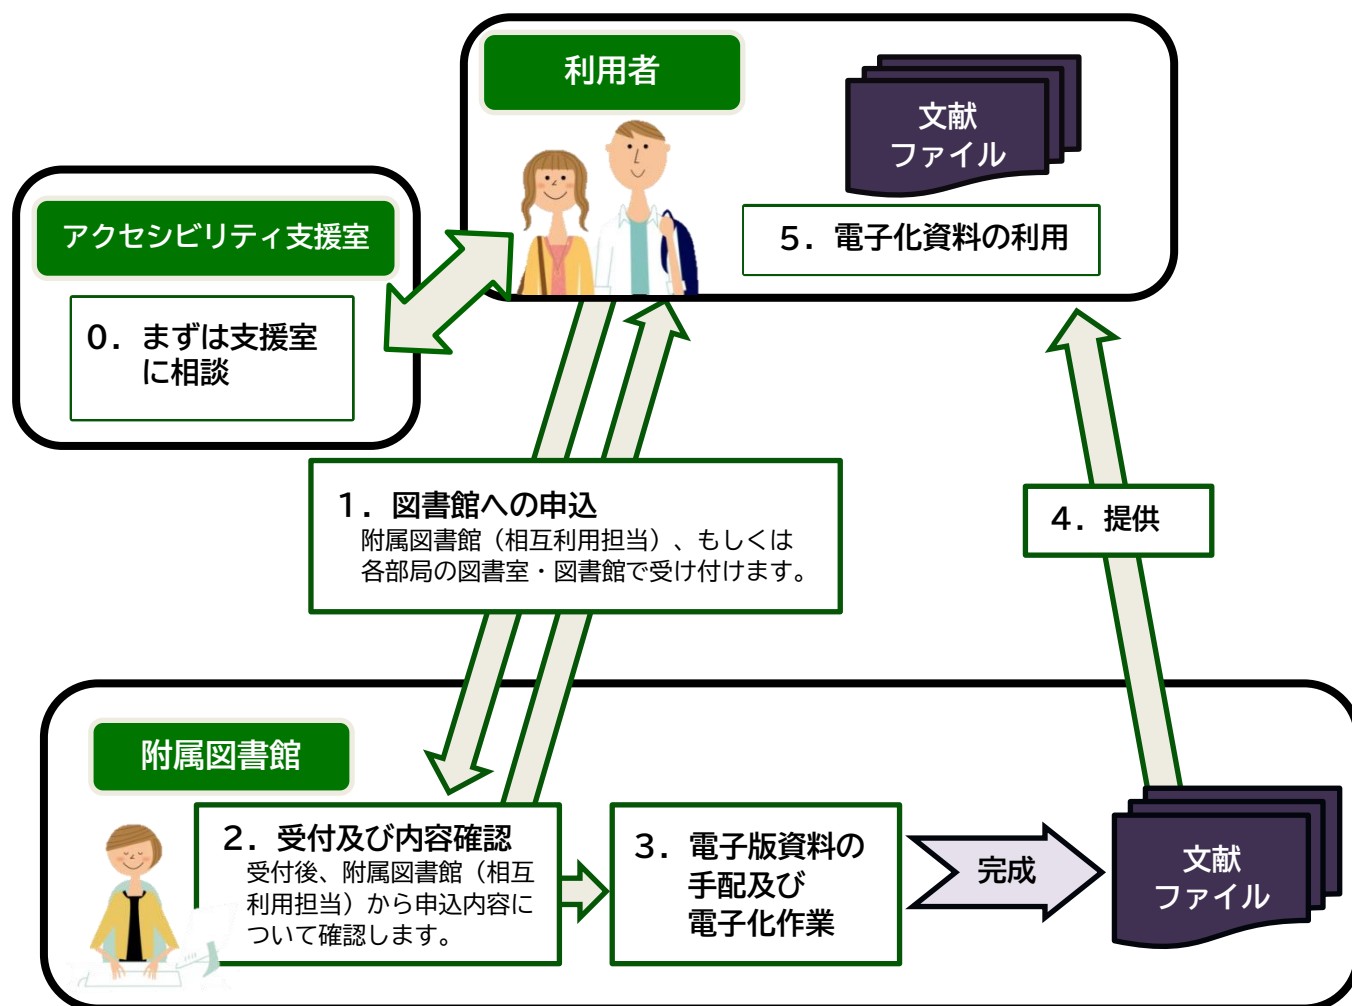 利用者
文献
ファイル
5．電子化資料の利用
アクセシビリティ支援室
0．まずは支援室
に相談
1．図書館への申込
附属図書館（相互利用担当）、もしくは
各部局の図書室・図書館で受け付けます。
4．提供
附属図書館
2．受付及び内容確認
受付後、附属図書館（相互
利用担当）から申込内容に
ついて確認します。
3．電子版資料の
手配及び
電子化作業
完成
文献
ファイル